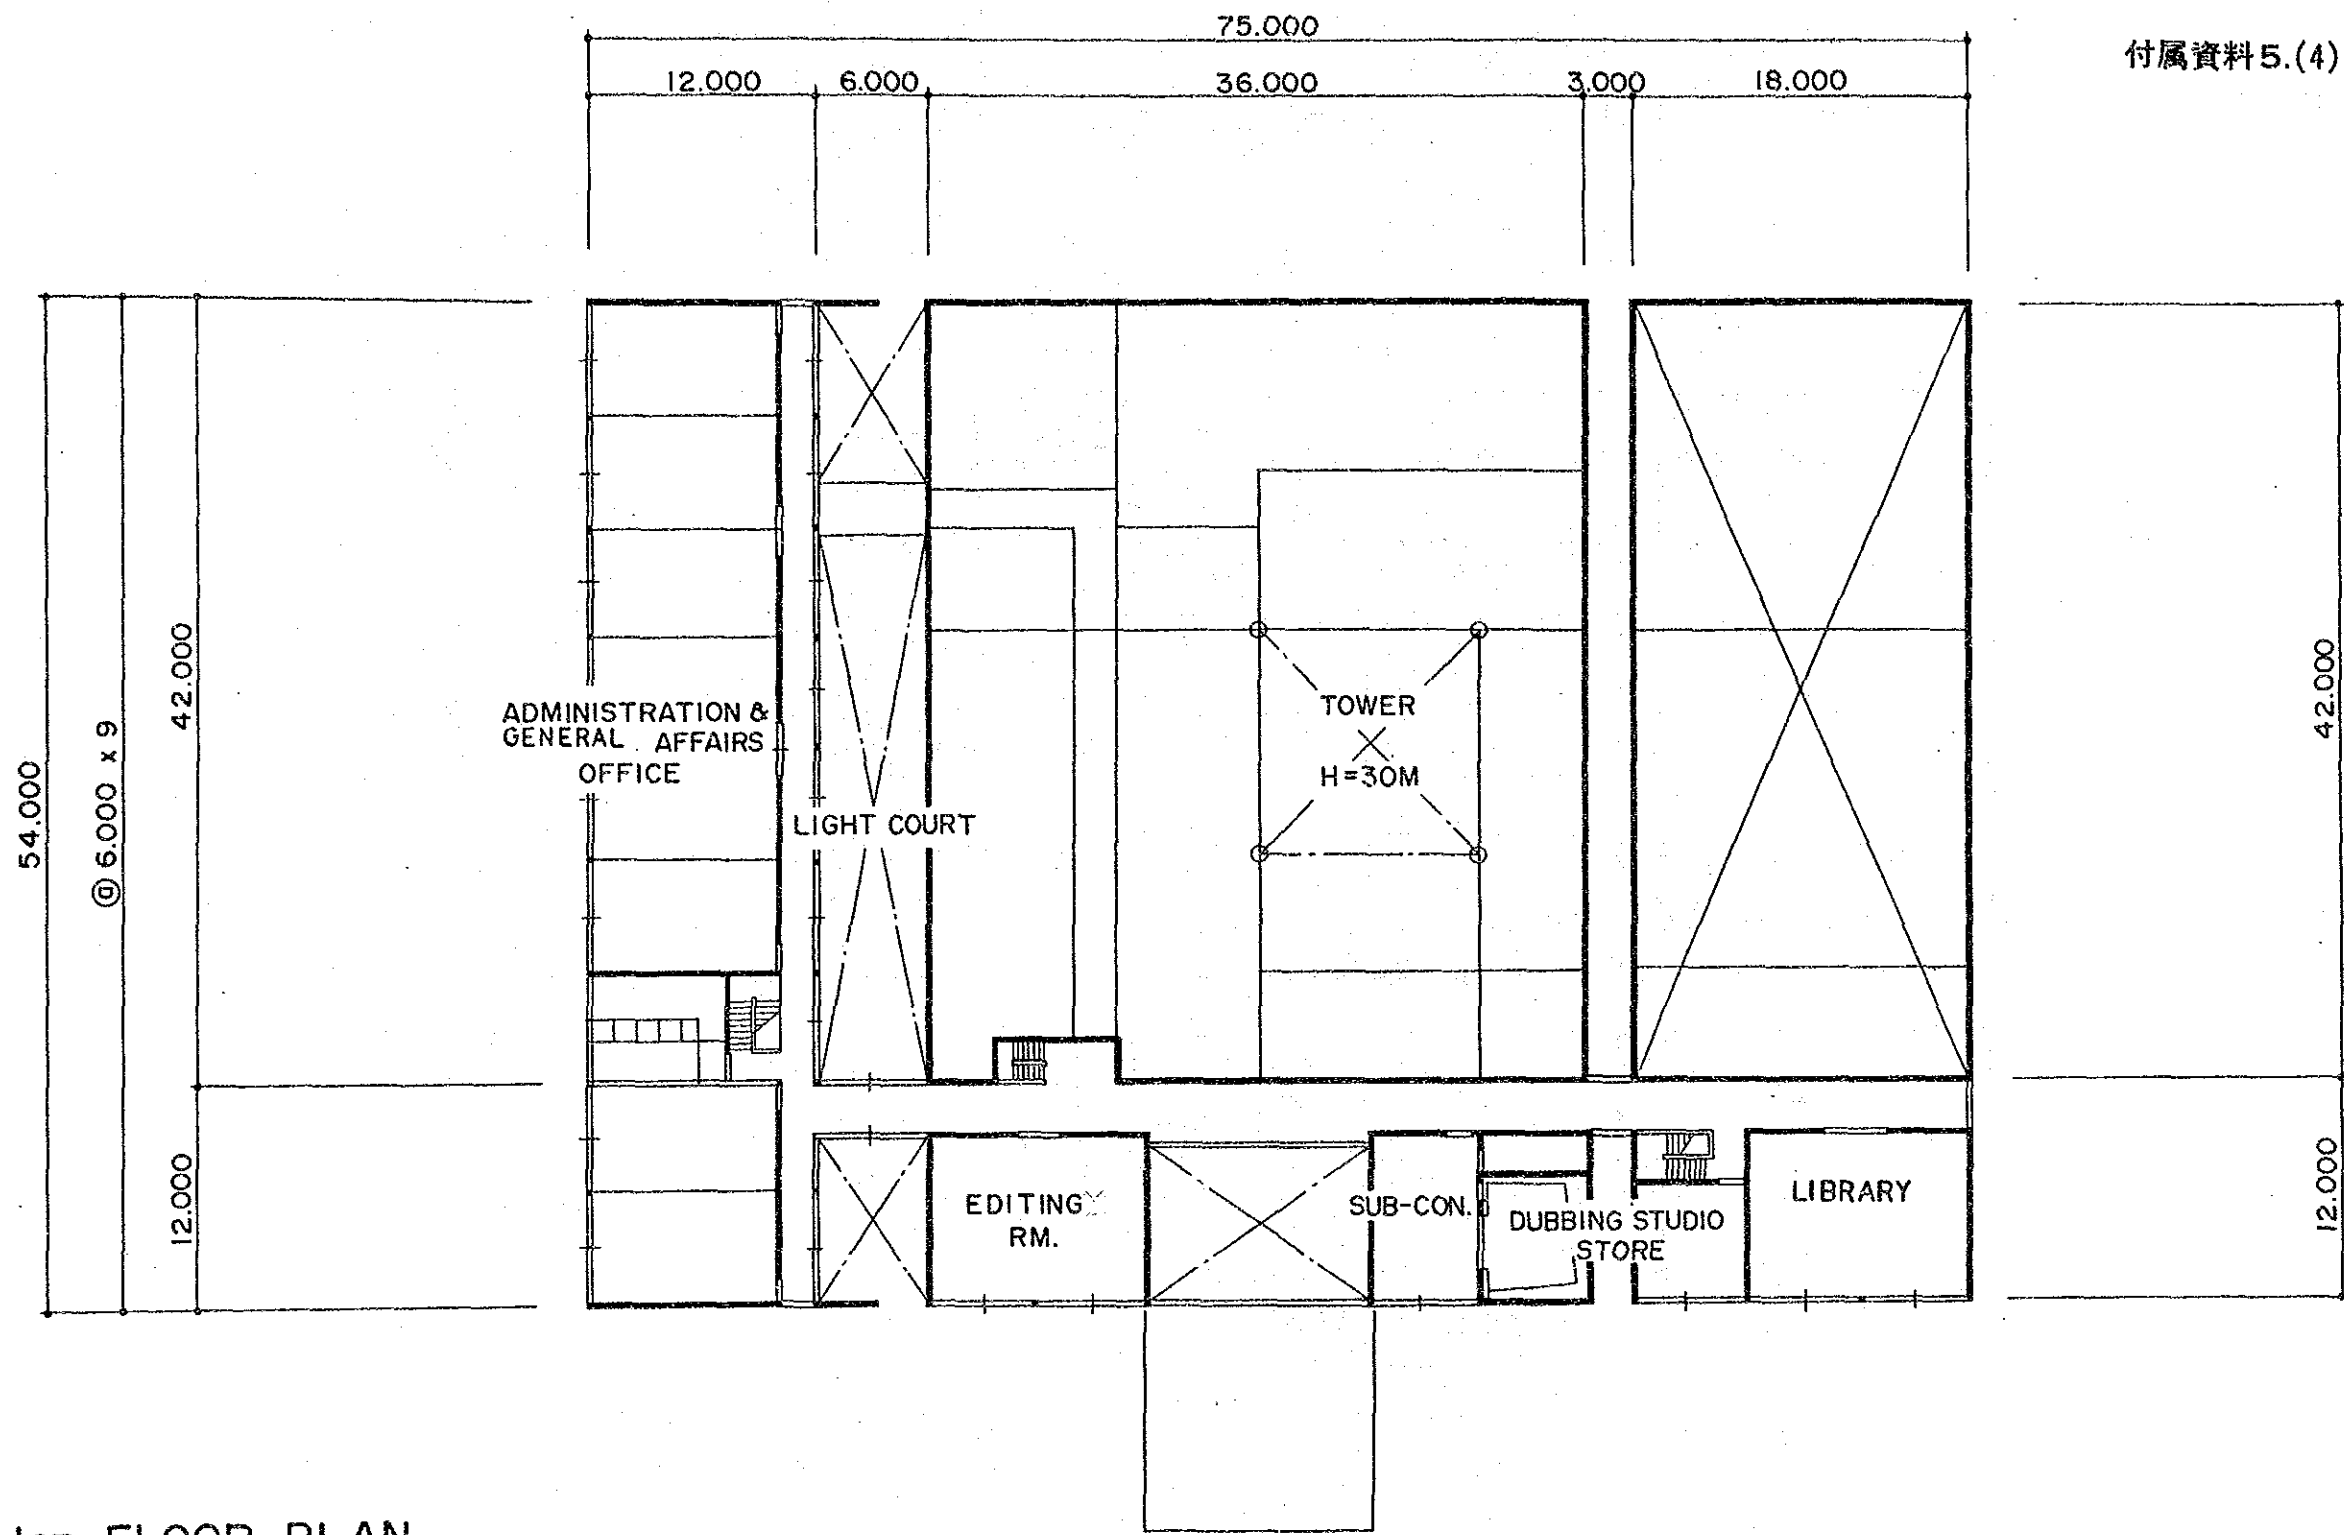 75.000
付属資料5.(4)
12.000
6.000
36.000
3.000
18.000
54.000
@6.000 x 9
42.000
12.000
42.000
12.000
ADMINISTRATION &
GENERAL AFFAIRS
OFFICE
LIGHT COURT
TOWER
H=30M
EDITING
RM.
SUB-CON.
DUBBING STUDIO
STORE
LIBRARY
FLOOR PLAN